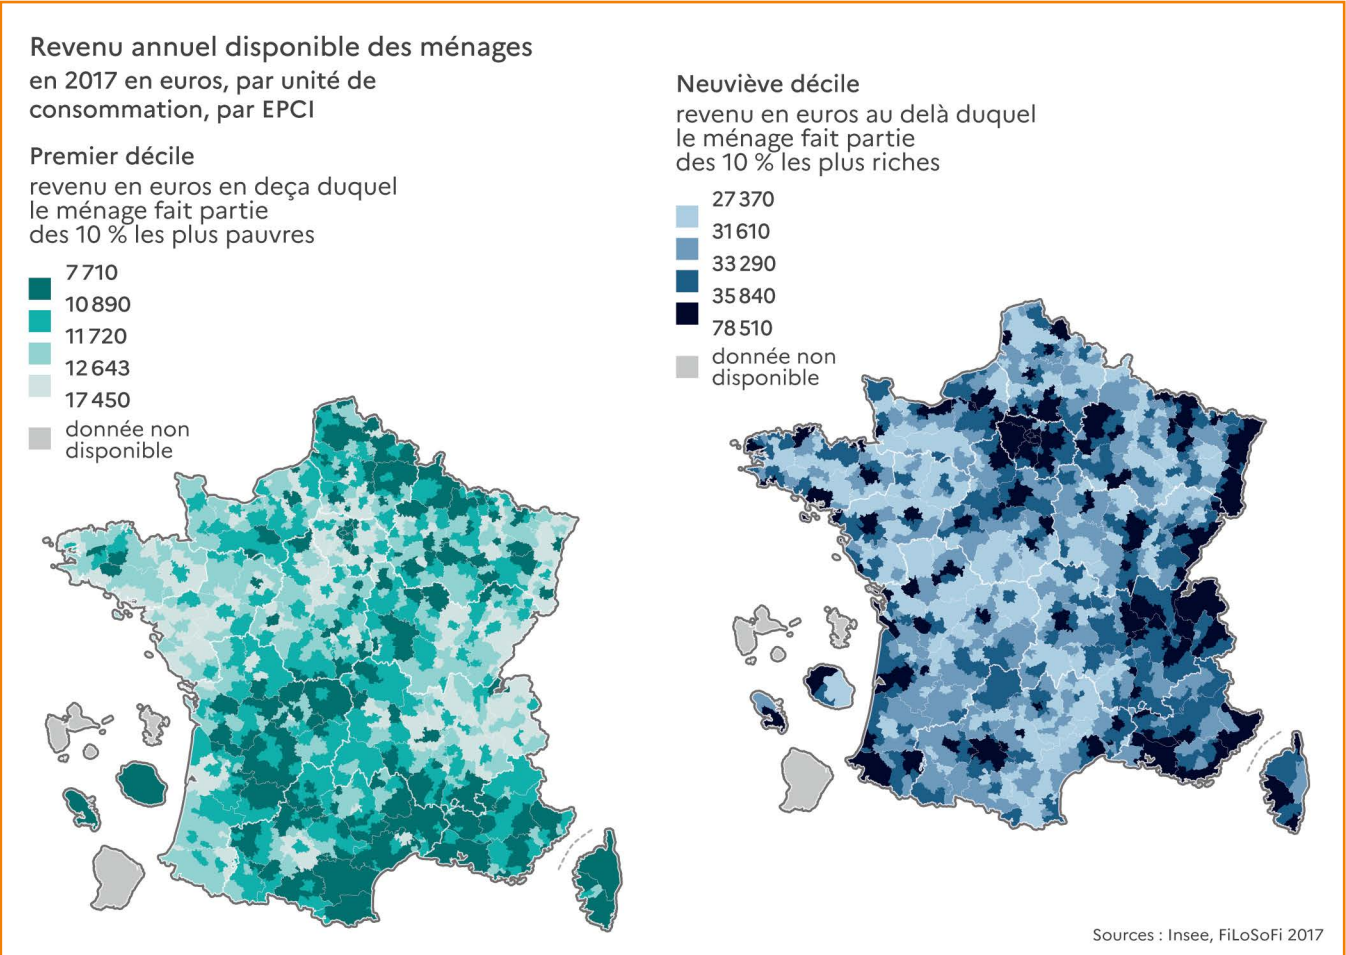 Revenu annuel disponible des ménages
en 2017 en euros, par unité de
consommation, par EPCI
Premier décile
revenu en euros en deça duquel
le ménage fait partie
des 10 % les plus pauvres
7 710
10 890
11 720
12 643
17 450
donnée non
disponible
Neuviève décile
revenu en euros au delà duquel
le ménage fait partie
des 10 % les plus riches
27 370
31 610
33 290
35 840
78 510
donnée non
disponible
Sources : Insee, FiLoSoFi 2017